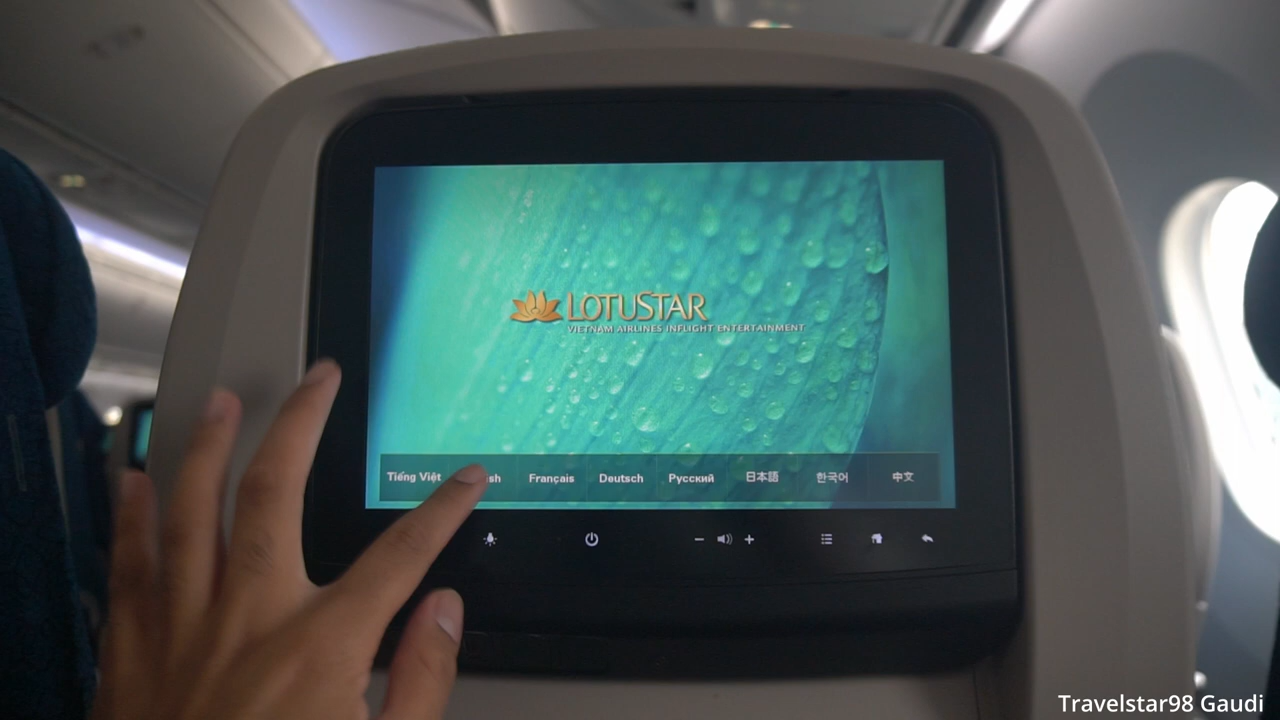 LOTUSTAR
VIETNAM AIRLINES INFLIGHT ENTERTAINMENT
Tiếng Việt Français Deutsch Русский 日本語 한국어 中文
Travelstar98 Gaudi